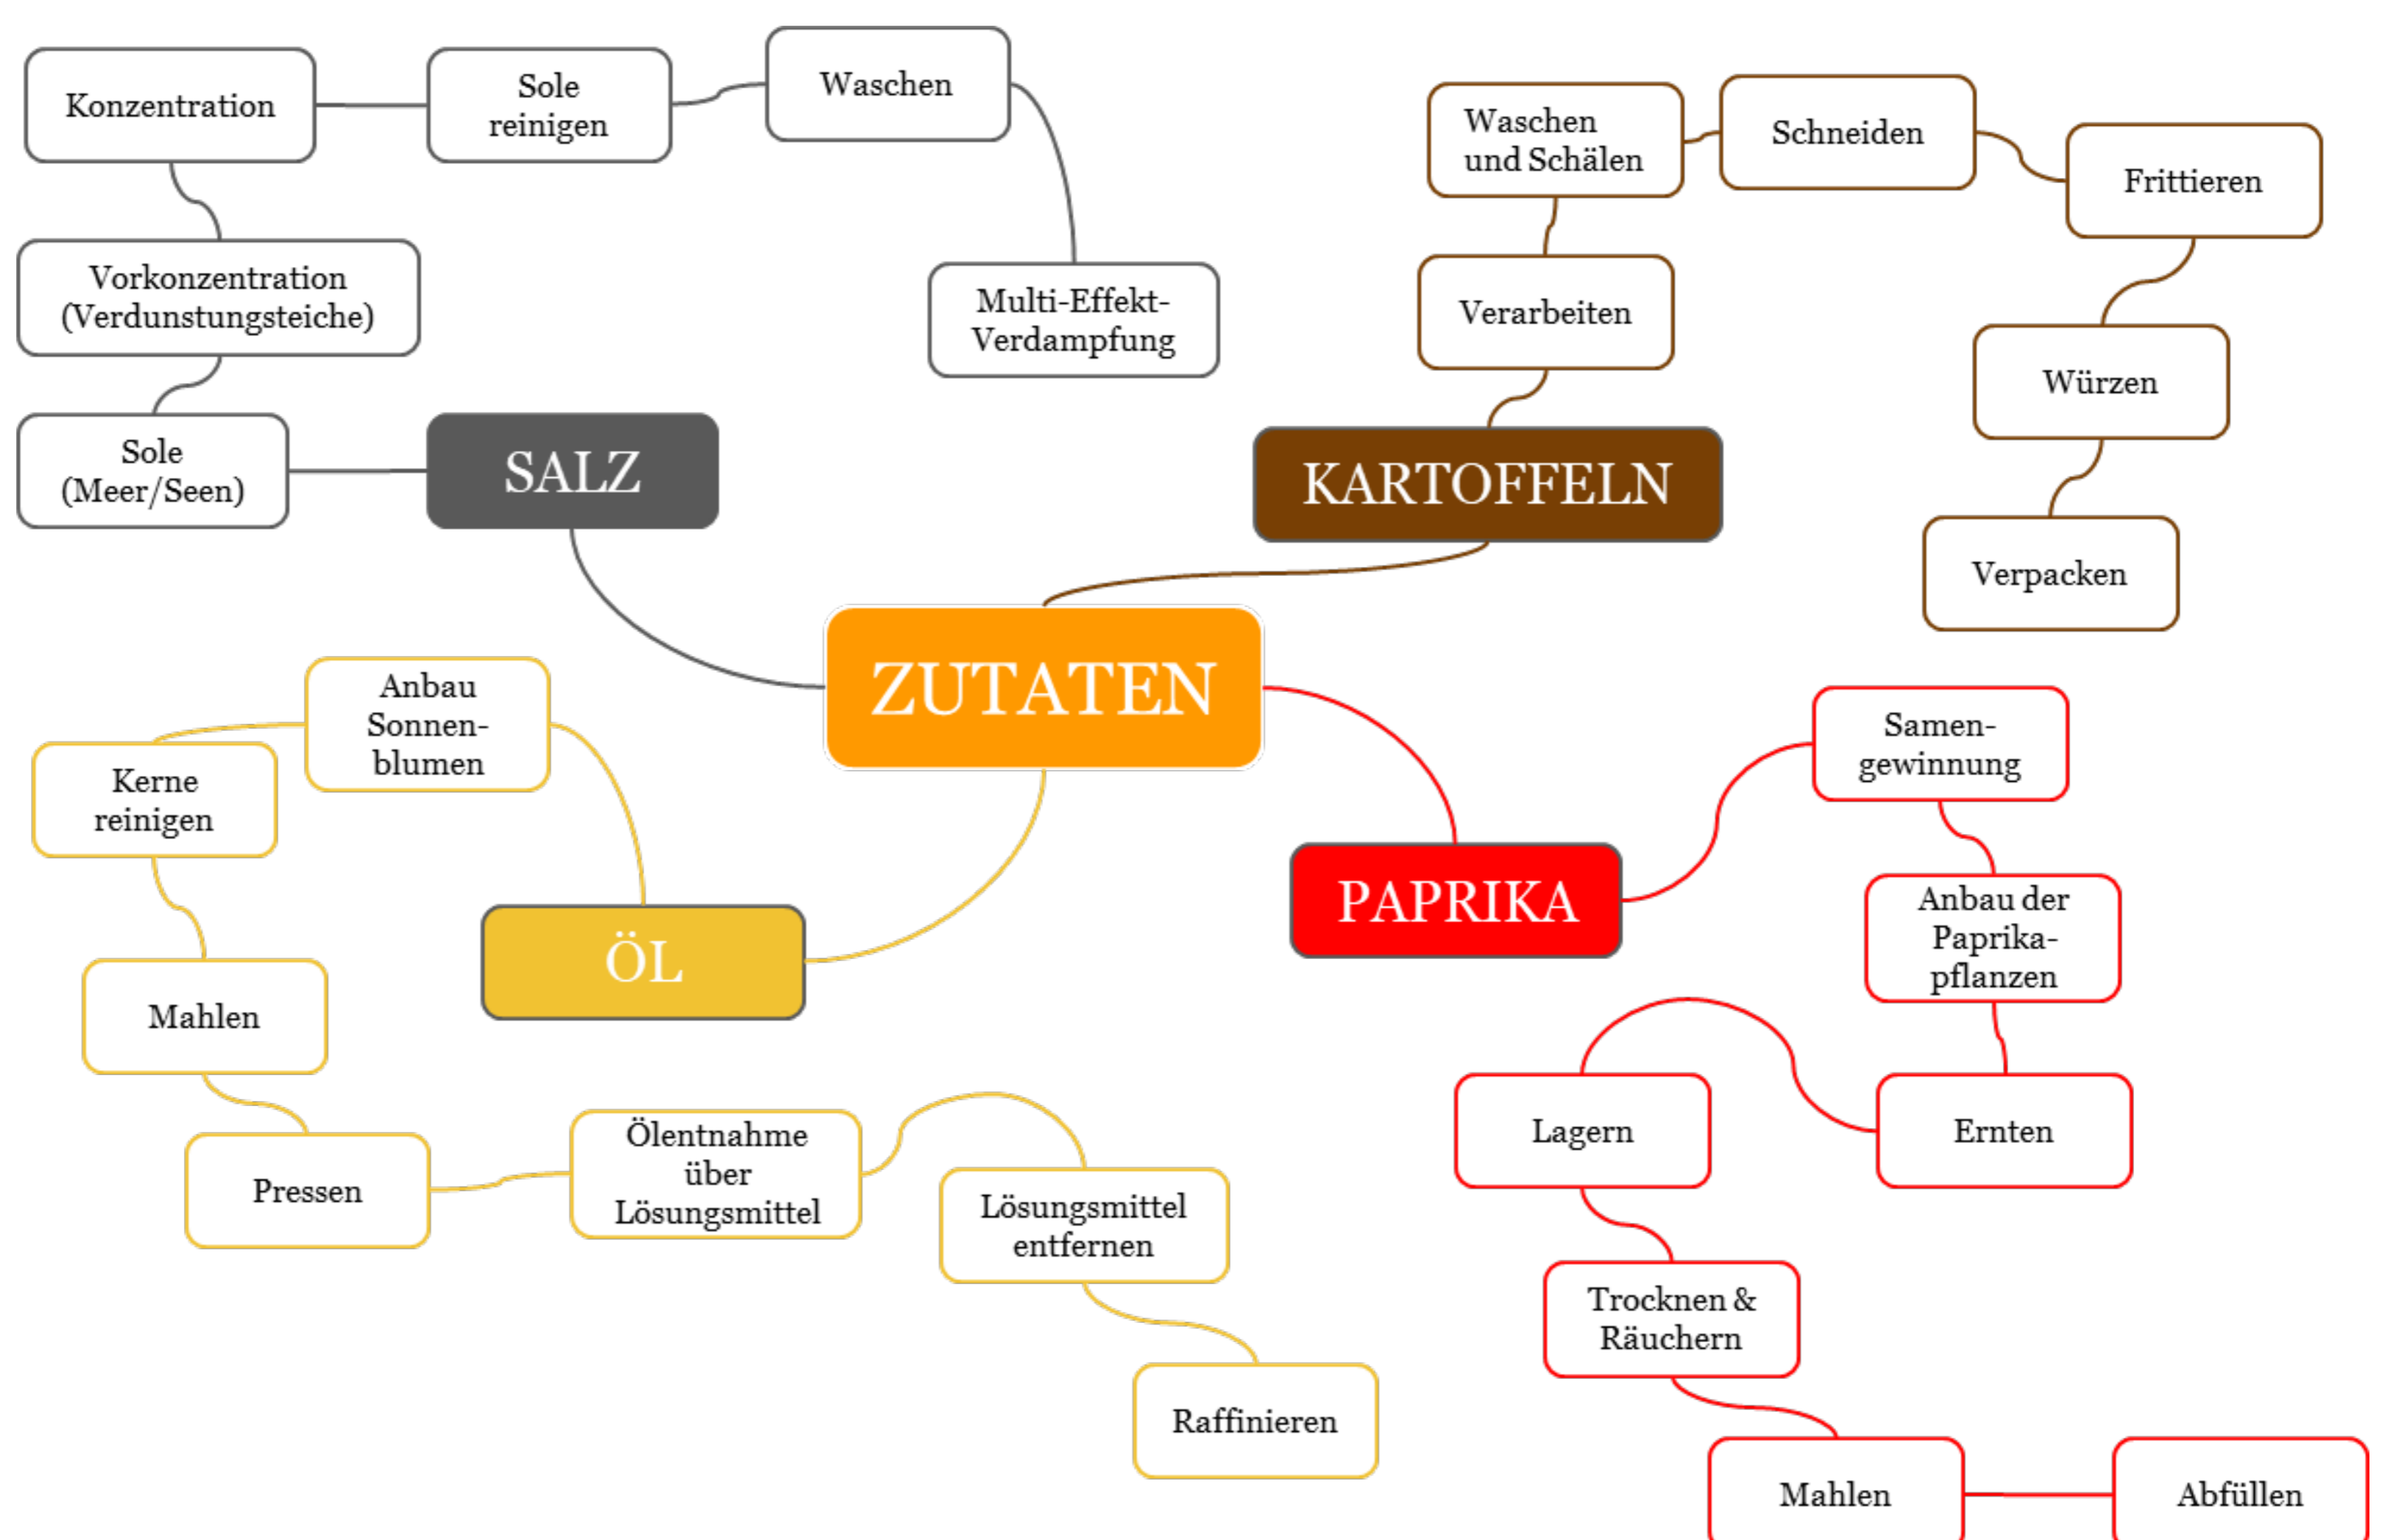 Konzentration
Sole
reinigen
Waschen
Vorkonzentration
(Verdunstungsteiche)
Multi-Effekt-
Verdampfung
Sole
(Meer/Seen)
SALZ
Waschen
und Schälen
Schneiden
Frittieren
Verarbeiten
Würzen
KARTOFFELN
Verpacken
ZUTATEN
Anbau
Sonnen-
blumen
Kerne
reinigen
ÖL
Mahlen
Pressen
Ölentnahme
über
Lösungsmittel
Lösungsmittel
entfernen
Raffinieren
PAPRIKA
Samen-
gewinnung
Anbau der
Paprika-
pflanzen
Ernten
Lagern
Trocknen &
Räuchern
Mahlen
Abfüllen